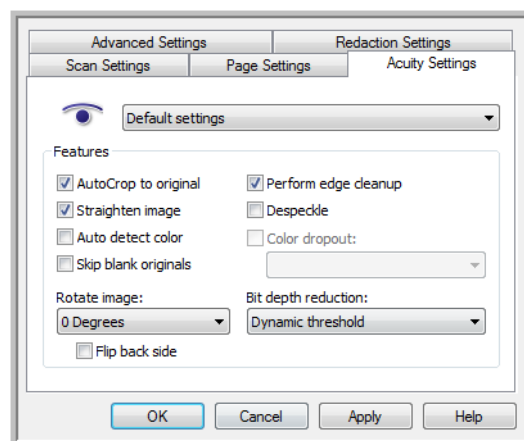 Advanced Settings Redaction Settings
Scan Settings Page Settings Acuity Settings
Default settings
Features
AutoCrop to original Perform edge cleanup
Straighten image Despeckle
Auto detect color Color dropout:
Skip blank originals
Rotate image: Bit depth reduction:
0 Degrees Dynamic threshold
Flip back side
OK Cancel Apply Help